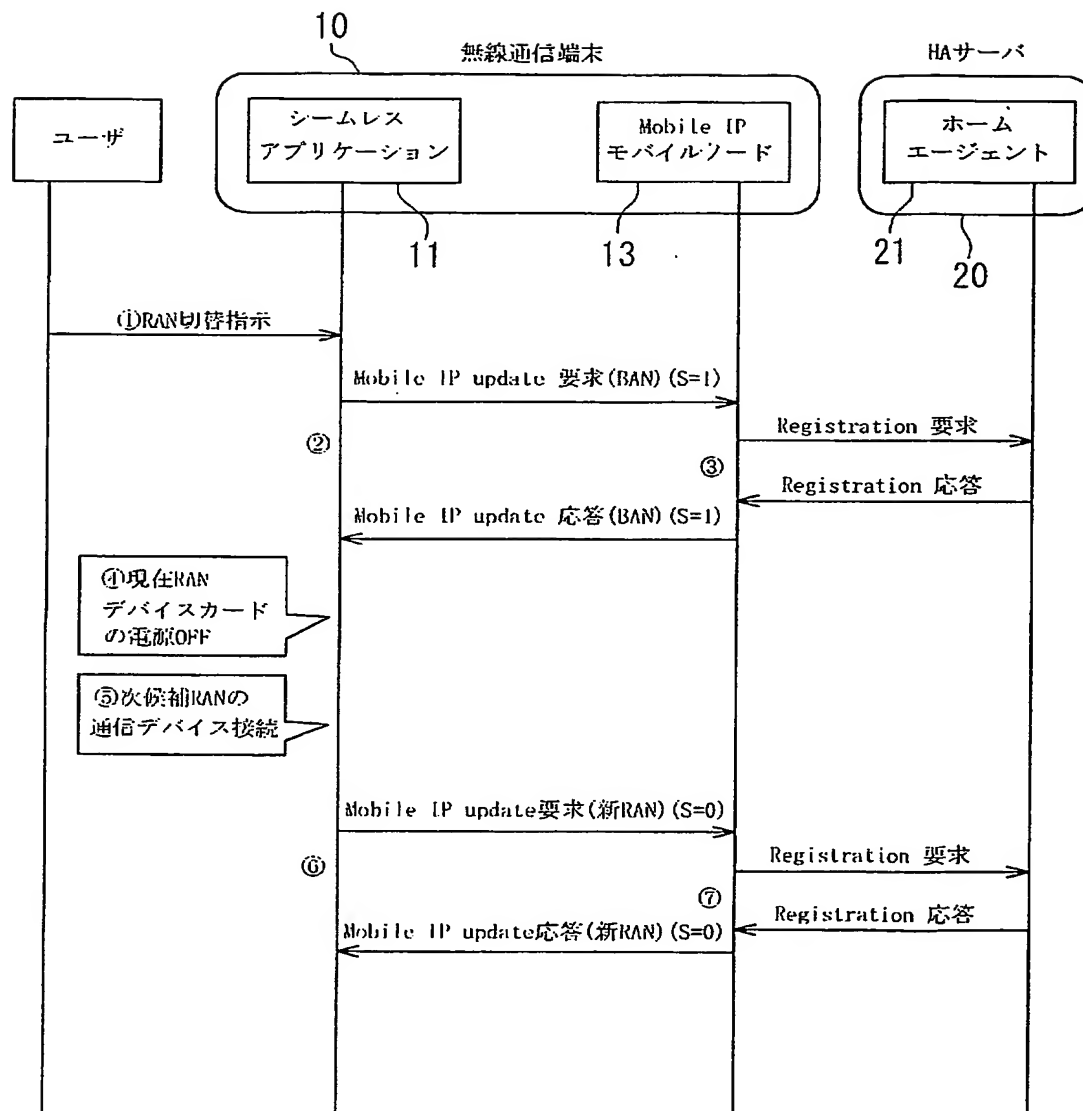 10
無線通信端末
HAサーバ
ユーザ
シームレス
アプリケーション
Mobile IP
モバイルノード
ホーム
エージェント
11
13
21
20
①RAN切替指示
Mobile IP update 要求(BAN)(S=1)
Registration 要求
②
③
Registration 応答
Mobile IP update 応答(BAN)(S=1)
④現在RAN
デバイスカード
の電源OFF
⑤次候補RANの
通信デバイス接続
Mobile IP update要求(新RAN)(S=0)
Registration 要求
⑥
⑦
Registration 応答
Mobile IP update応答(新RAN)(S=0)